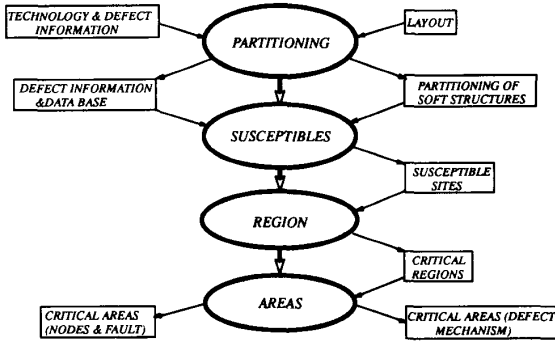 TECHNOLOGY & DEFECT
INFORMATION
LAYOUT
PARTITIONING
DEFECT INFORMATION
&DATA BASE
PARTITIONING OF
SOFT STRUCTURES
SUSCEPTIBLES
SUSCEPTIBLE
SITES
REGION
CRITICAL
REGIONS
AREAS
CRITICAL AREAS
(NODES & FAULT)
CRITICAL AREAS (DEFECT
MECHANISM)